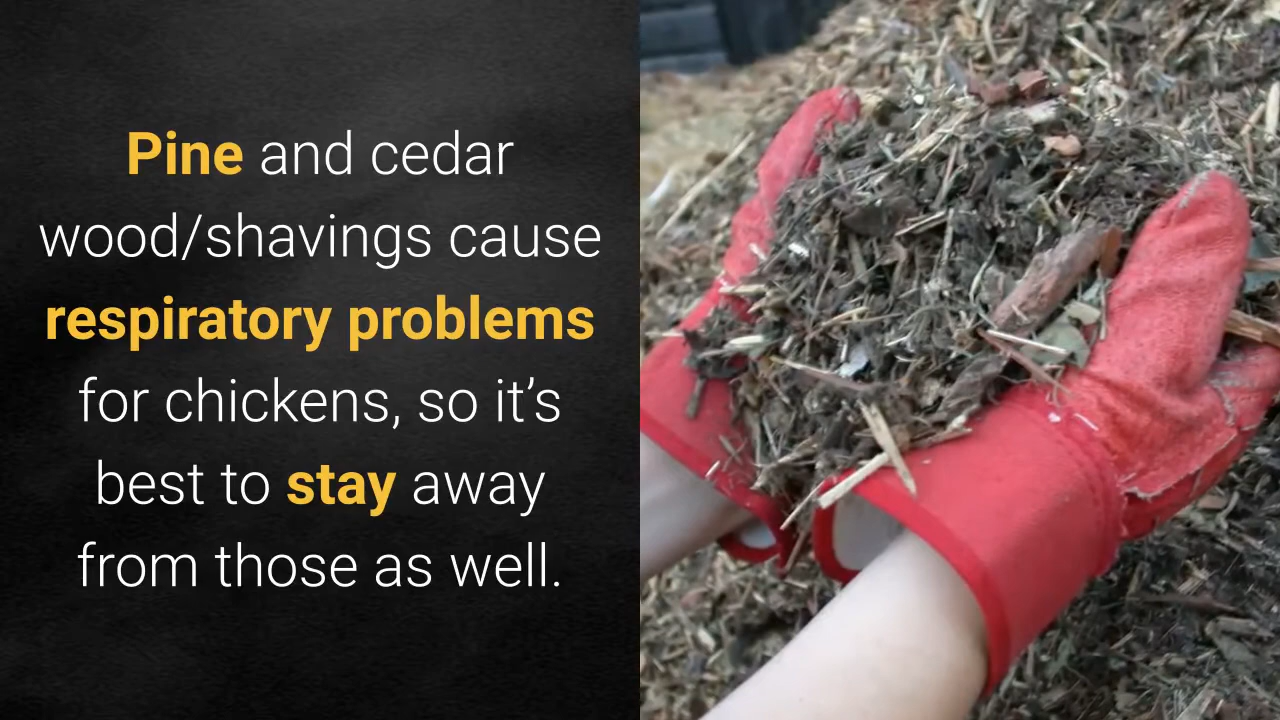 Pine and cedar
wood/shavings cause
respiratory problems
for chickens, so it’s
best to stay away
from those as well.